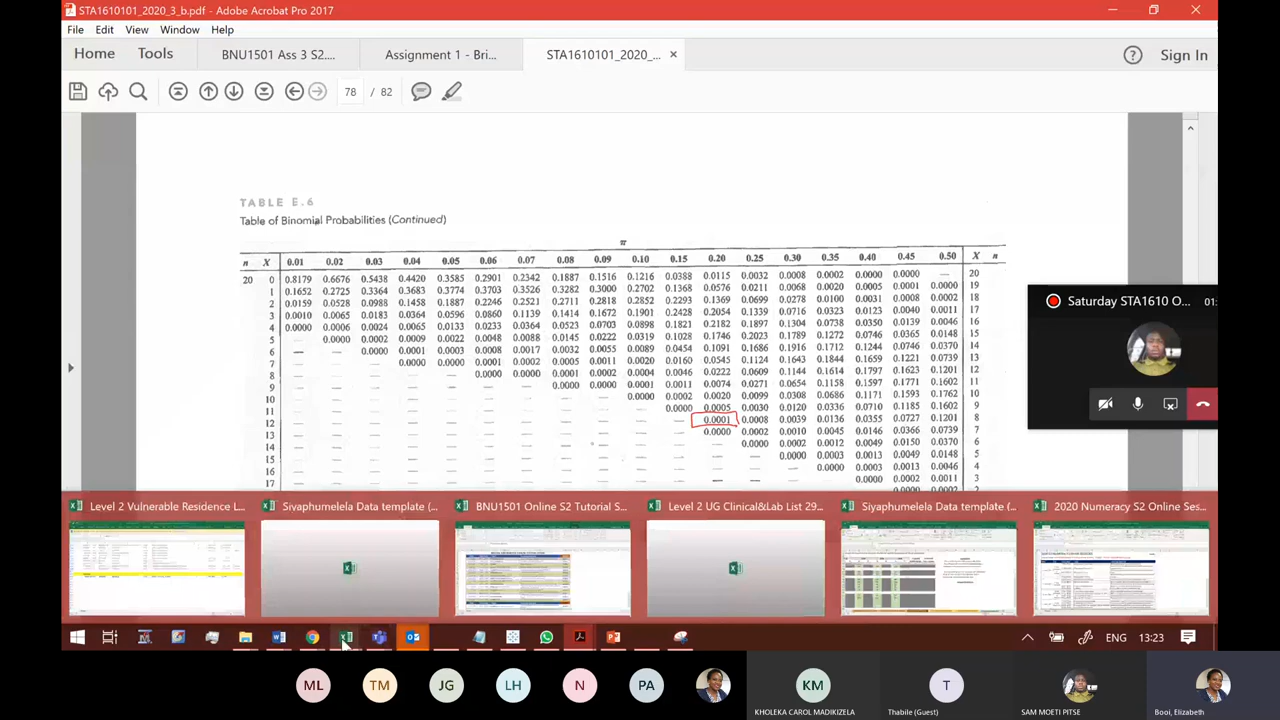 STA1610101_2020_3_b.pdf - Adobe Acrobat Pro 2017
File Edit View Window Help
Home Tools BNU1501 Ass 3 S2.... Assignment 1 - Bri... STA1610101_2020_... × ? Sign In
78 / 82
TABLE E.6
Table of Binomial Probabilities (Continued)
π
n X 0.01 0.02 0.03 0.04 0.05 0.06 0.07 0.08 0.09 0.10 0.15 0.20 0.25 0.30 0.35 0.40 0.45 0.50 X n
20 0 0.8179 0.6676 0.5438 0.4420 0.3585 0.2901 0.2342 0.1887 0.1516 0.1216 0.0388 0.0115 0.0032 0.0008 0.0002 0.0000 0.0000 — 20
1 0.1652 0.2725 0.3364 0.3683 0.3774 0.3703 0.3526 0.3282 0.3000 0.2702 0.1368 0.0576 0.0211 0.0068 0.0020 0.0005 0.0001 0.0000 19
2 0.0159 0.0528 0.0988 0.1458 0.1887 0.2246 0.2521 0.2711 0.2818 0.2852 0.2293 0.1369 0.0699 0.0278 0.0100 0.0031 0.0008 0.0002 18
3 0.0010 0.0065 0.0183 0.0364 0.0596 0.0860 0.1139 0.1414 0.1672 0.1901 0.2428 0.2054 0.1339 0.0716 0.0323 0.0123 0.0040 0.0011 17
4 0.0000 0.0006 0.0024 0.0065 0.0133 0.0233 0.0364 0.0523 0.0703 0.0898 0.1821 0.2182 0.1897 0.1304 0.0738 0.0350 0.0139 0.0046 16
5 — 0.0000 0.0002 0.0009 0.0022 0.0048 0.0088 0.0145 0.0222 0.0319 0.1028 0.1746 0.2023 0.1789 0.1272 0.0746 0.0365 0.0148 15
6 — — 0.0000 0.0001 0.0003 0.0008 0.0017 0.0032 0.0055 0.0089 0.0454 0.1091 0.1686 0.1916 0.1712 0.1244 0.0746 0.0370 14
7 — — — 0.0000 0.0000 0.0001 0.0002 0.0005 0.0011 0.0020 0.0160 0.0545 0.1124 0.1643 0.1844 0.1659 0.1221 0.0739 13
8 — — — — — 0.0000 0.0000 0.0001 0.0002 0.0004 0.0046 0.0222 0.0609 0.1144 0.1614 0.1797 0.1623 0.1201 12
9 — — — — — — — 0.0000 0.0000 0.0001 0.0011 0.0074 0.0271 0.0654 0.1158 0.1597 0.1771 0.1602 11
10 — — — — — — — — — 0.0000 0.0002 0.0020 0.0099 0.0308 0.0686 0.1171 0.1593 0.1762 10
11 — — — — — — — — — — 0.0000 0.0005 0.0030 0.0120 0.0336 0.0710 0.1185 0.1602 9
12 — — — — — — — — — — — 0.0001 0.0008 0.0039 0.0136 0.0355 0.0727 0.1201 8
13 — — — — — — — — — — — 0.0000 0.0002 0.0010 0.0045 0.0146 0.0366 0.0739 7
14 — — — — — — — — — — — — 0.0000 0.0002 0.0012 0.0049 0.0150 0.0370 6
15 — — — — — — — — — — — — — 0.0000 0.0003 0.0013 0.0049 0.0148 5
16 — — — — — — — — — — — — — — 0.0000 0.0003 0.0013 0.0046 4
17 — — — — — — — — — — — — — — — 0.0000 0.0002 0.0011
Saturday STA1610 O... 01:
Level 2 Vulnerable Residence L... Siyaphumelela Data template (... BNU1501 Online S2 Tutorial S... Level 2 UG Clinical&Lab List 29... Siyaphumelela Data template (... 2020 Numeracy S2 Online Ses...
ENG 13:23
ML TM JG LH N PA KM T
KHOLEKA CAROL MADIKIZELA Thabile (Guest) SAM MOETI PITSE Booi, Elizabeth